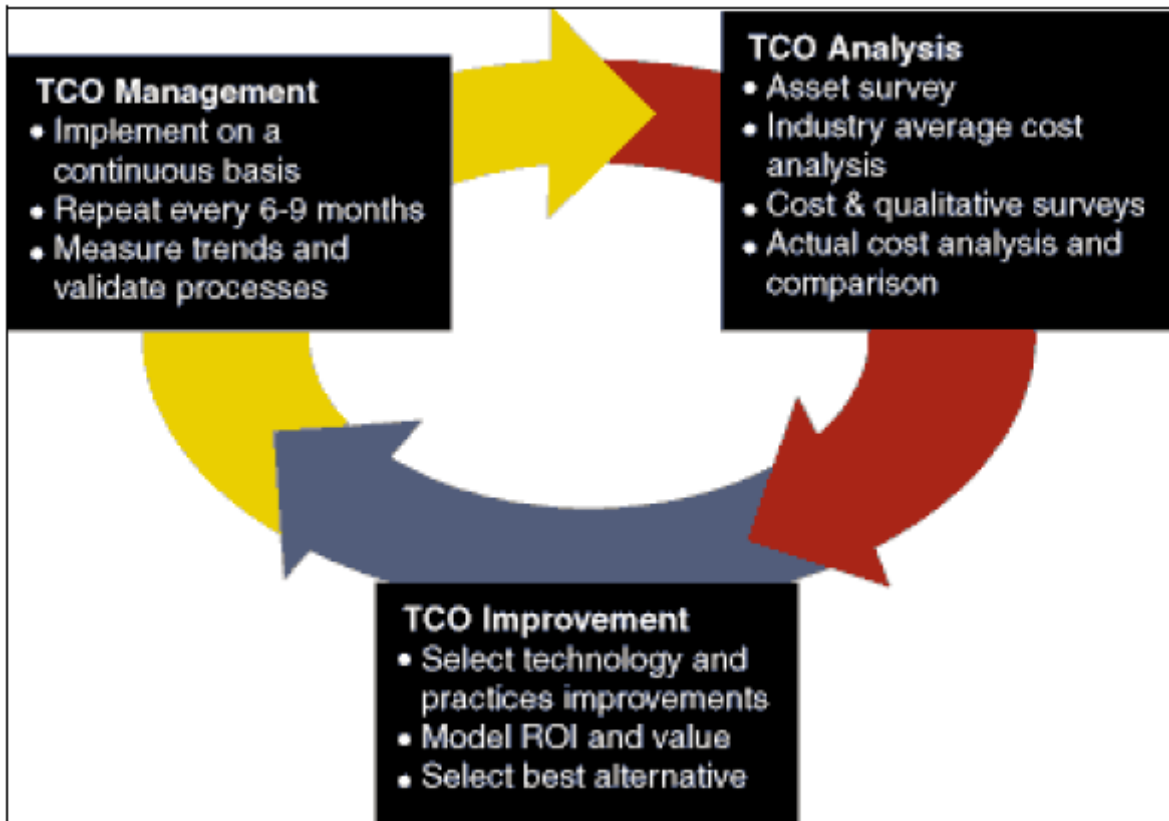 TCO Management
• Implement on a
continuous basis
• Repeat every 6-9 months
• Measure trends and
validate processes
TCO Analysis
• Asset survey
• Industry average cost
analysis
• Cost & qualitative surveys
• Actual cost analysis and
comparison
TCO Improvement
• Select technology and
practices improvements
• Model ROI and value
• Select best alternative